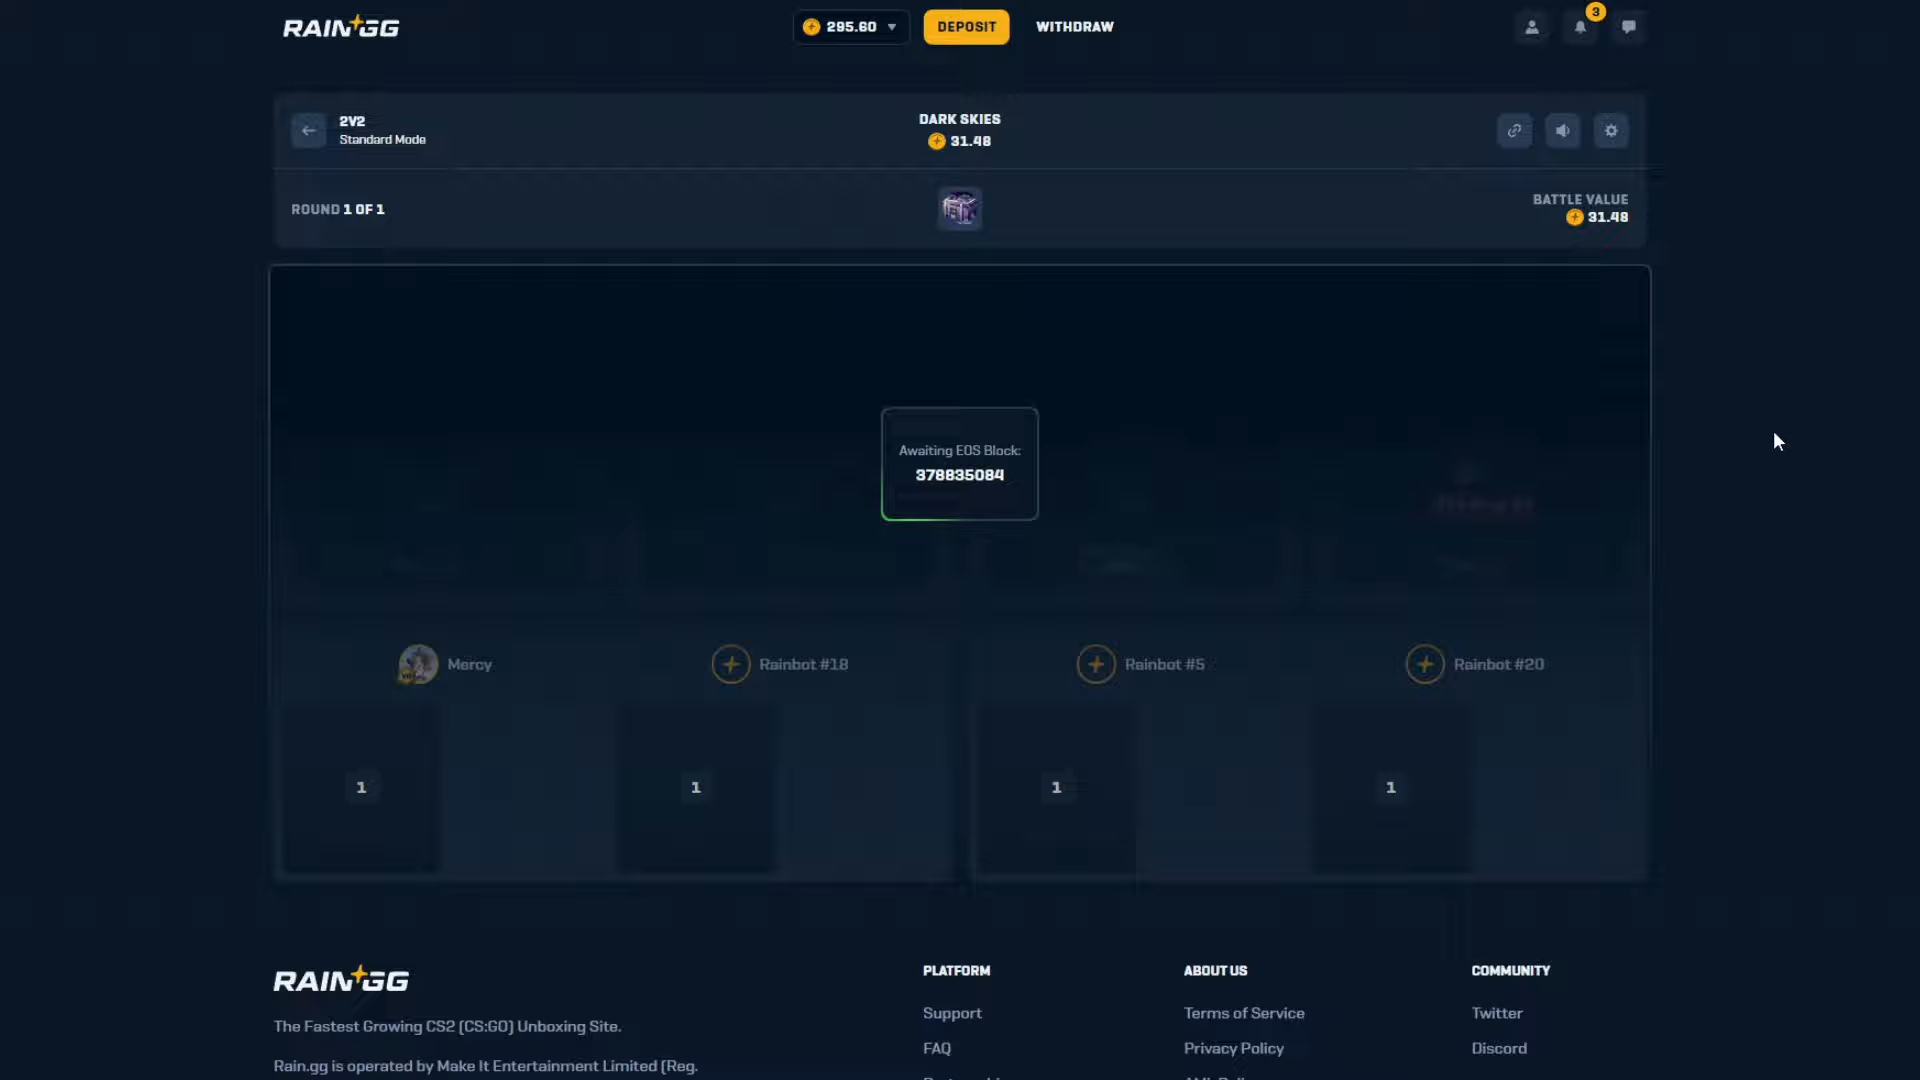 RAIN GG
295.60
DEPOSIT
WITHDRAW
3
2V2
Standard Mode
DARK SKIES
31.48
ROUND 1 OF 1
BATTLE VALUE
31.48
Awaiting EOS Block:
378835084
Mercy
Rainbot #18
Rainbot #5
Rainbot #20
1
1
1
1
RAIN GG
The Fastest Growing CS2 (CS:GO) Unboxing Site.
Rain.gg is operated by Make It Entertainment Limited (Reg.
PLATFORM
Support
FAQ
ABOUT US
Terms of Service
Privacy Policy
COMMUNITY
Twitter
Discord